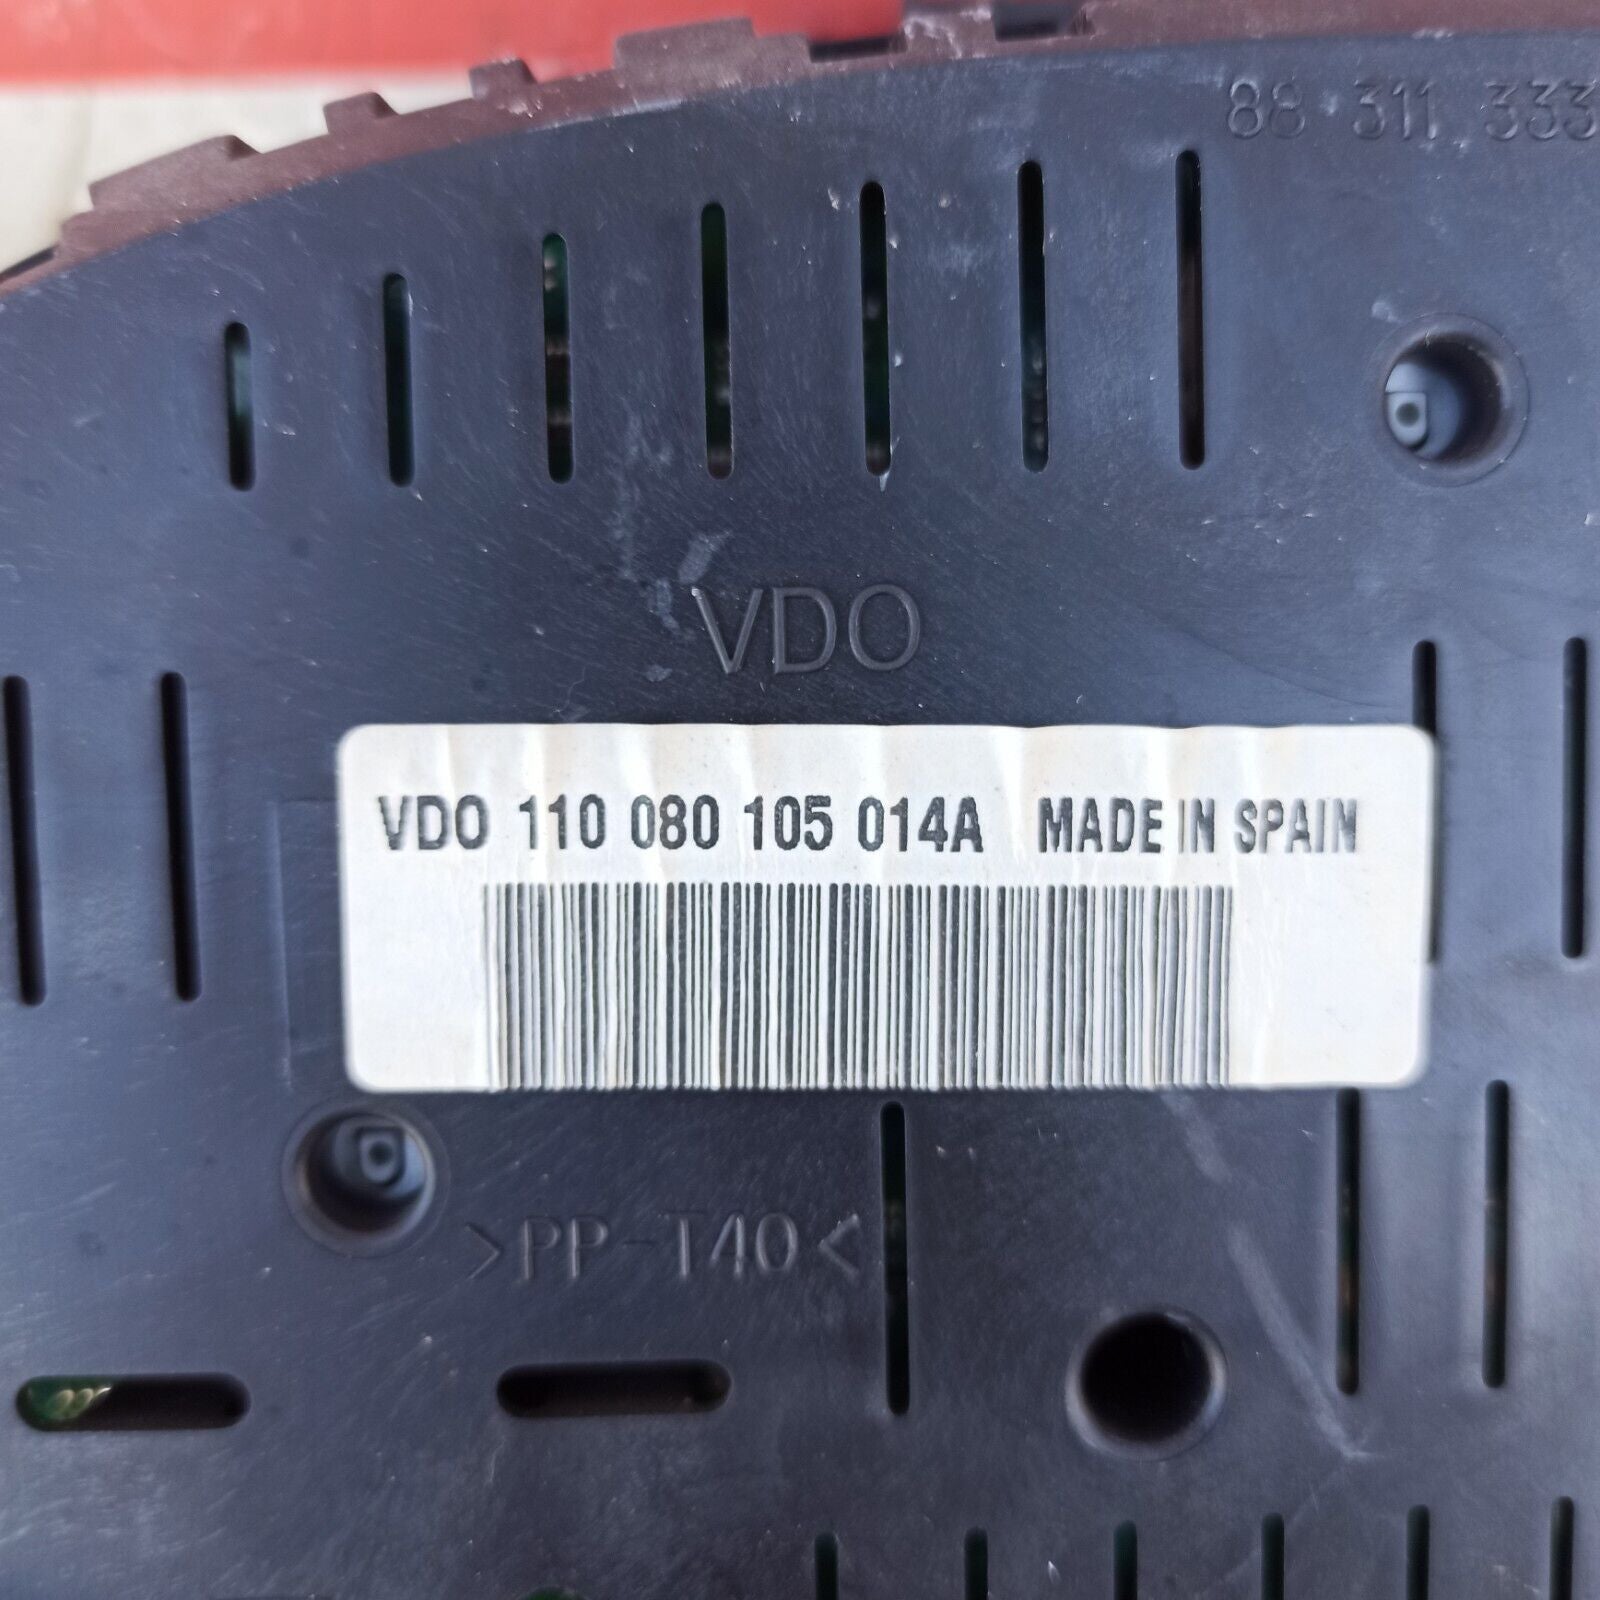 88 311 333
VDO
VDO 110 080 105 014A MADE IN SPAIN
>PP-T40<